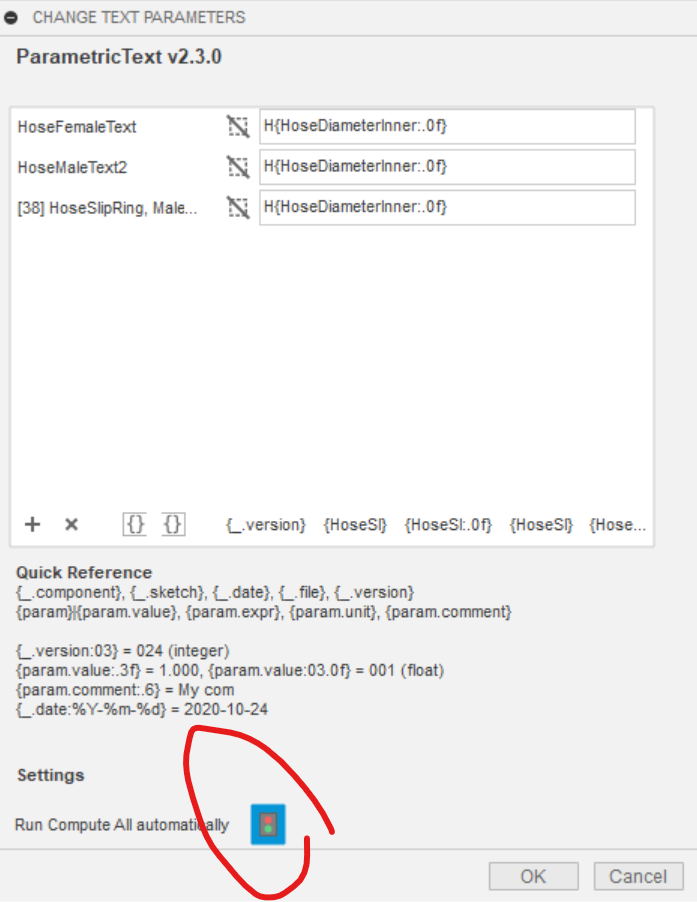 CHANGE TEXT PARAMETERS
ParametricText v2.3.0
HoseFemaleText H{HoseDiameterInner:.0f}
HoseMaleText2 H{HoseDiameterInner:.0f}
[38] HoseSlipRing, Male... H{HoseDiameterInner:.0f}
{} {} {_.version} {HoseSl} {HoseSl:.0f} {HoseSl} {Hose...
Quick Reference
{_.component}, {_.sketch}, {_.date}, {_.file}, {_.version}
{param}|{param.value}, {param.expr}, {param.unit}, {param.comment}
{_.version:03} = 024 (integer)
{param.value:.3f} = 1.000, {param.value:03.0f} = 001 (float)
{param.comment:.6} = My com
{_.date:%Y-%m-%d} = 2020-10-24
Settings
Run Compute All automatically
OK Cancel